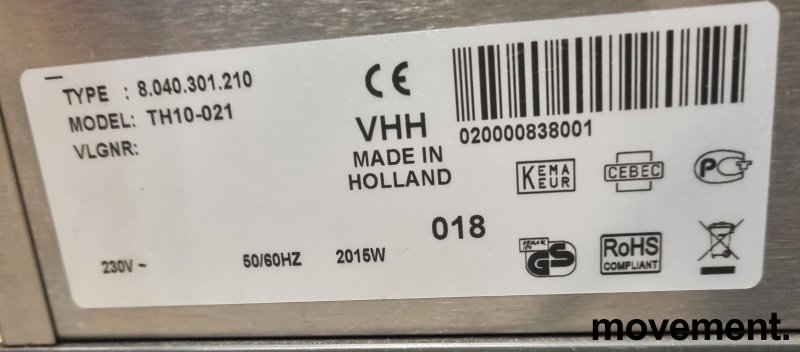 TYPE : 8.040.301.210
MODEL: TH10-021
VLGNR:
CE
VHH
MADE IN
HOLLAND
020000838001
KEMA
EUR
CEBEC
018
230V ~
50/60HZ
2015W
GS
RoHS
COMPLIANT
movement.